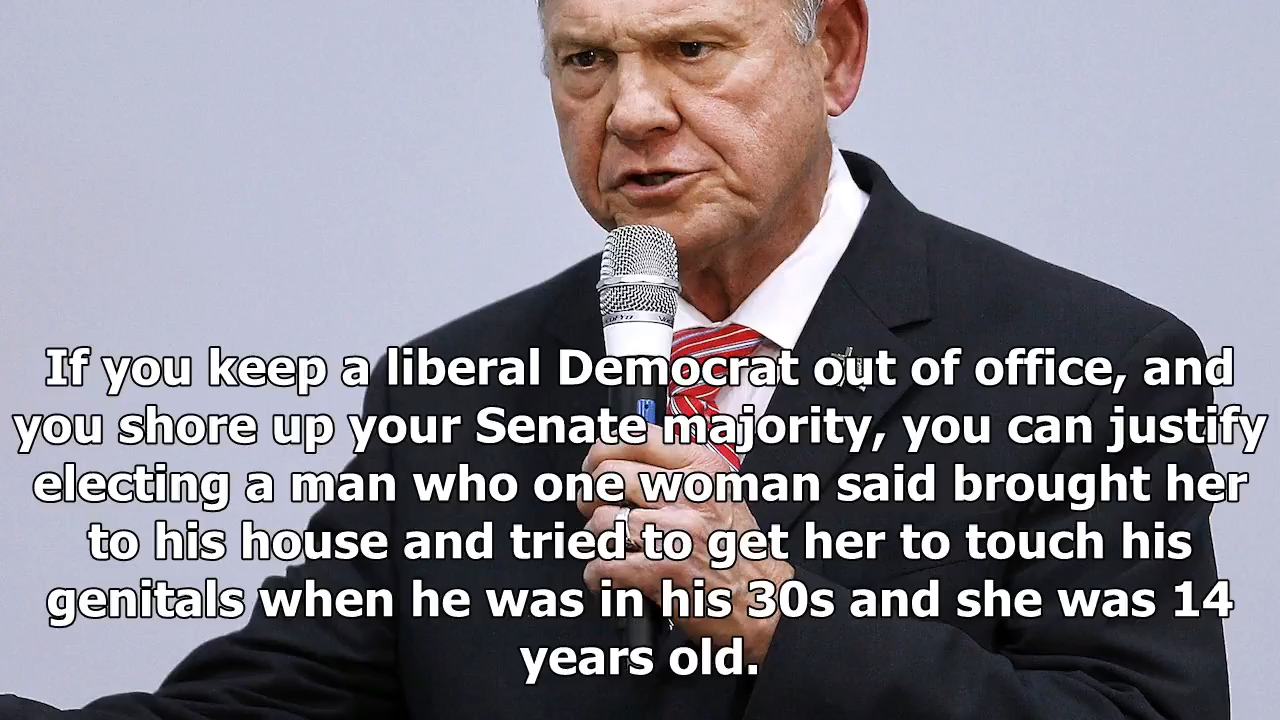 If you keep a liberal Democrat out of office, and
you shore up your Senate majority, you can justify
electing a man who one woman said brought her
to his house and tried to get her to touch his
genitals when he was in his 30s and she was 14
years old.